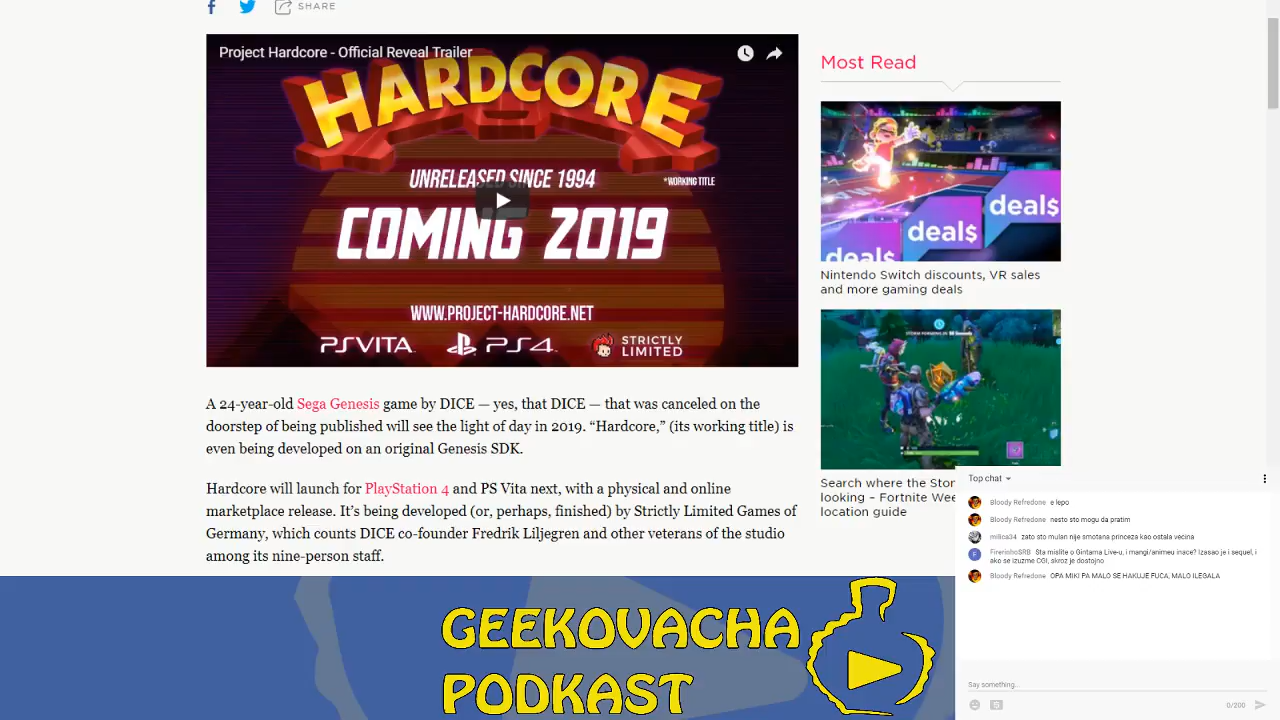 SHARE
Project Hardcore - Official Reveal Trailer
HARDCORE
UNRELEASED SINCE 1994
*WORKING TITLE
COMING 2019
WWW.PROJECT-HARDCORE.NET
PSVITA PS4 STRICTLY LIMITED
A 24-year-old Sega Genesis game by DICE — yes, that DICE — that was canceled on the
doorstep of being published will see the light of day in 2019. “Hardcore,” (its working title) is
even being developed on an original Genesis SDK.
Hardcore will launch for PlayStation 4 and PS Vita next, with a physical and online
marketplace release. It’s being developed (or, perhaps, finished) by Strictly Limited Games of
Germany, which counts DICE co-founder Fredrik Liljegren and other veterans of the studio
among its nine-person staff.
Most Read
deal$
deal$
deal$
Nintendo Switch discounts, VR sales
and more gaming deals
Search where the Stor
looking – Fortnite Wee
location guide
Top chat
Bloody Refredone e lepo
Bloody Refredone nesto sto mogu da pratim
milica34 zato sto mulan nije smotana princeza kao ostala vecina
FirerinhoSRB Sta mislite o Gintama Live-u, i mangi/animeu inace? Izasao je i sequel, i
ako se izuzme CGI, skroz je dostojno
Bloody Refredone OPA MIKI PA MALO SE HAKUJE FUCA, MALO ILEGALA
Say something...
0/200
GEEKOVACHA
PODKAST